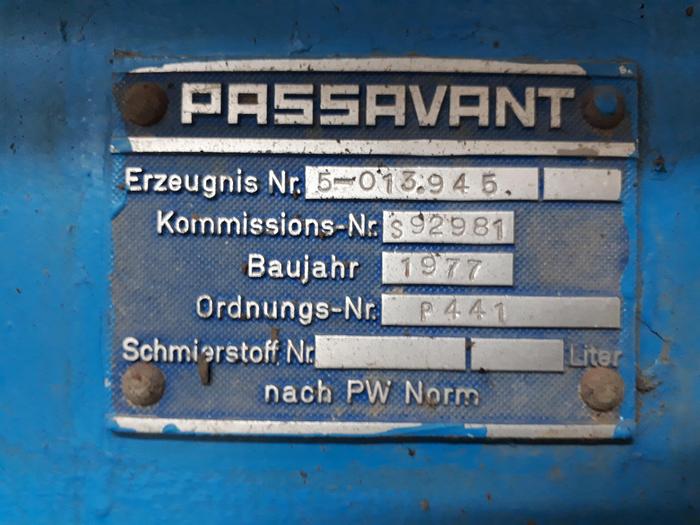 PASSAVANT
Erzeugnis Nr. 5-013.945.
Kommissions-Nr. S92981
Baujahr 1977
Ordnungs-Nr. P441
Schmierstoff Nr. Liter
nach PW Norm